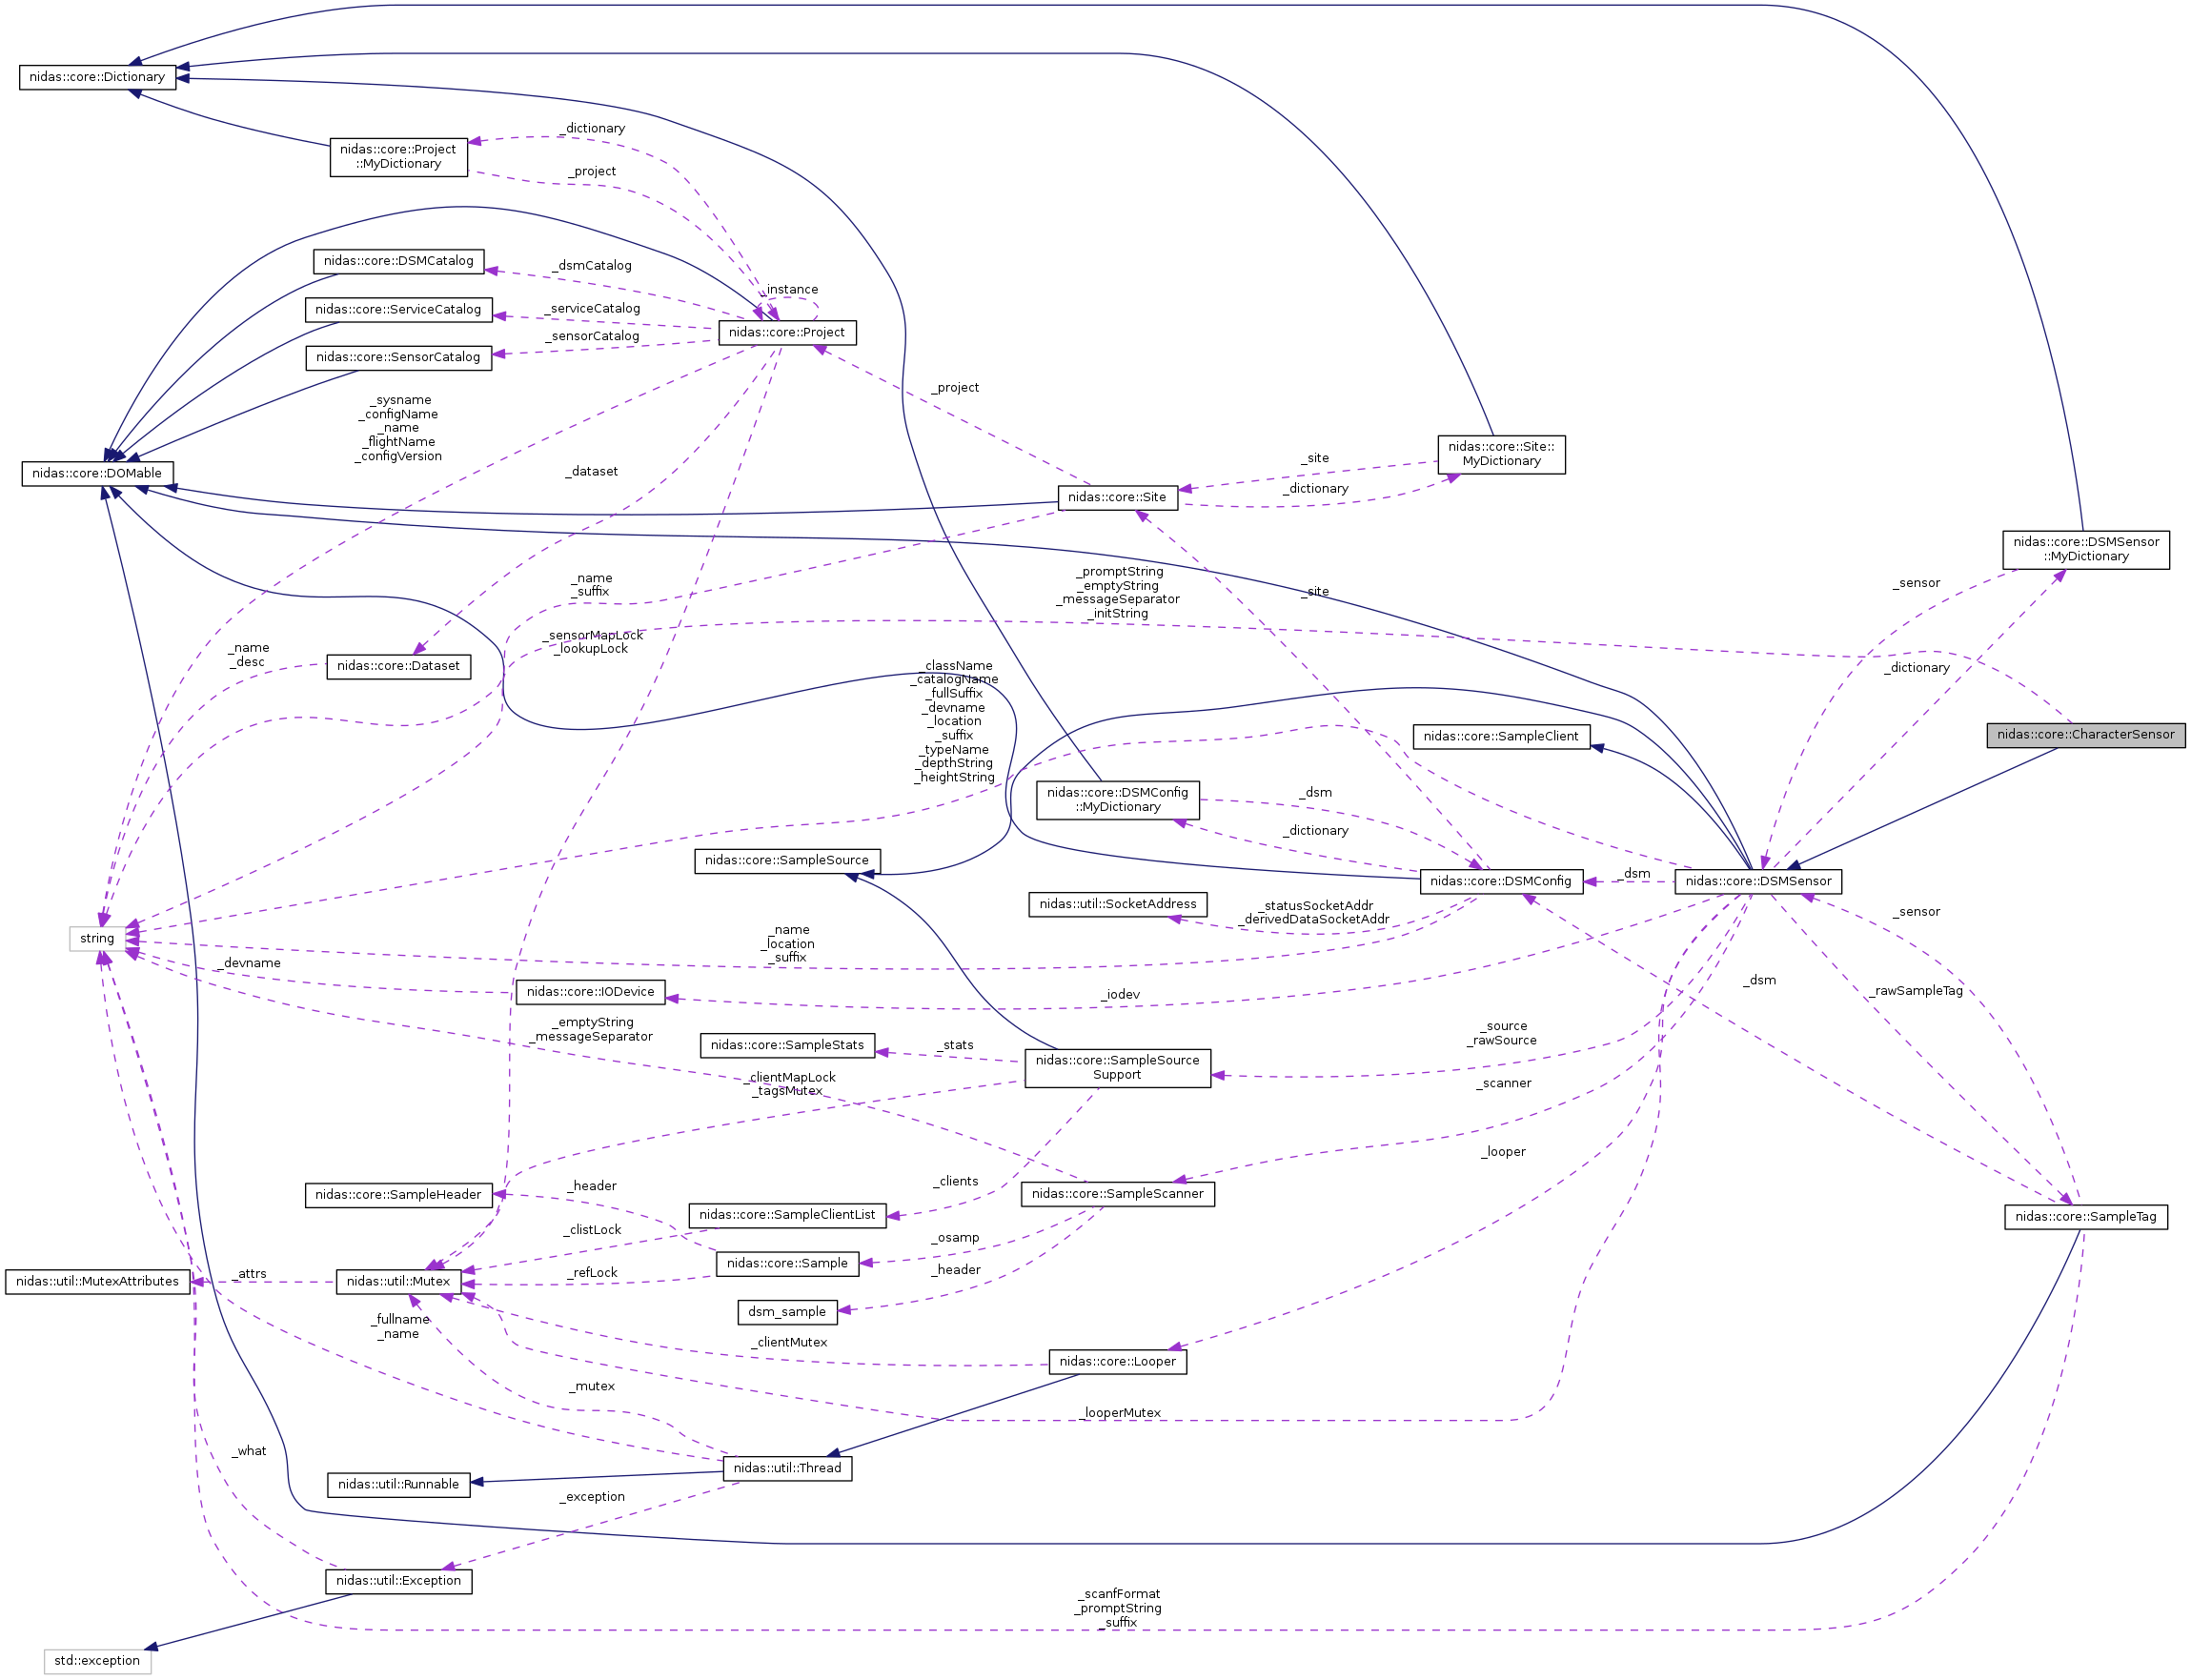 nidas::core::Dictionary
_dictionary
nidas::core::Project
::MyDictionary
_project
nidas::core::DSMCatalog
_dsmCatalog
_instance
nidas::core::ServiceCatalog
_serviceCatalog
nidas::core::Project
_sensorCatalog
nidas::core::SensorCatalog
_project
_sysname
_configName
_name
_flightName
_configVersion
nidas::core::DOMable
_dataset
_site
nidas::core::Site::
MyDictionary
_dictionary
nidas::core::Site
nidas::core::DSMSensor
::MyDictionary
_name
_suffix
_promptString
_emptyString
_messageSeparator
_initString
_site
_sensor
_sensorMapLock
_lookupLock
_name
_desc
nidas::core::Dataset
_className
_catalogName
_fullSuffix
_devname
_location
_suffix
_typeName
_depthString
_heightString
_dictionary
nidas::core::SampleClient
nidas::core::CharacterSensor
nidas::core::DSMConfig
::MyDictionary
_dsm
_dictionary
nidas::core::SampleSource
nidas::core::DSMConfig
_dsm
nidas::core::DSMSensor
nidas::util::SocketAddress
_statusSocketAddr
_derivedDataSocketAddr
_sensor
string
_name
_location
_suffix
_devname
nidas::core::IODevice
_iodev
_dsm
_rawSampleTag
_emptyString
_messageSeparator
nidas::core::SampleStats
_stats
nidas::core::SampleSource
Support
_source
_rawSource
_clientMapLock
_tagsMutex
_scanner
_looper
nidas::core::SampleHeader
_header
_clients
nidas::core::SampleScanner
nidas::core::SampleClientList
nidas::core::SampleTag
_clistLock
_osamp
nidas::core::Sample
_header
_refLock
nidas::util::MutexAttributes
_attrs
nidas::util::Mutex
dsm_sample
_fullname
_name
_clientMutex
nidas::core::Looper
_mutex
_looperMutex
_what
nidas::util::Thread
nidas::util::Runnable
_exception
nidas::util::Exception
_scanfFormat
_promptString
_suffix
std::exception